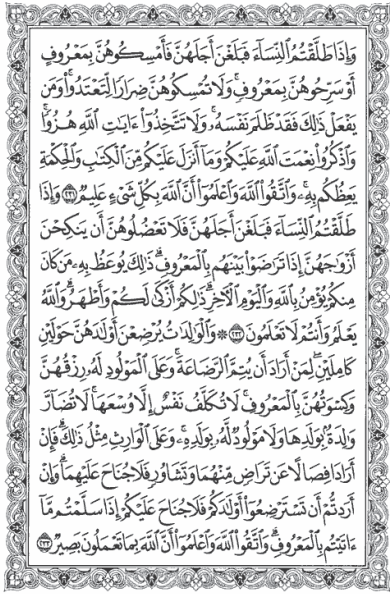 وَإِذَا طَلَّقْتُمُ ٱلنِّسَآءَ فَبَلَغْنَ أَجَلَهُنَّ فَأَمْسِكُوهُنَّ بِمَعْرُوفٍ
أَوْ سَرِّحُوهُنَّ بِمَعْرُوفٍۚ وَلَا تُمْسِكُوهُنَّ ضِرَارًا لِّتَعْتَدُوا۟ۚ وَمَن
يَفْعَلْ ذَٰلِكَ فَقَدْ ظَلَمَ نَفْسَهُۥۚ وَلَا تَتَّخِذُوٓا۟ ءَايَٰتِ ٱللَّهِ هُزُوًاۚ
وَٱذْكُرُوا۟ نِعْمَتَ ٱللَّهِ عَلَيْكُمْ وَمَآ أَنزَلَ عَلَيْكُم مِّنَ ٱلْكِتَٰبِ وَٱلْحِكْمَةِ
يَعِظُكُم بِهِۦۚ وَٱتَّقُوا۟ ٱللَّهَ وَٱعْلَمُوٓا۟ أَنَّ ٱللَّهَ بِكُلِّ شَىْءٍ عَلِيمٌ ٢٣١ وَإِذَا
طَلَّقْتُمُ ٱلنِّسَآءَ فَبَلَغْنَ أَجَلَهُنَّ فَلَا تَعْضُلُوهُنَّ أَن يَنكِحْنَ
أَزْوَٰجَهُنَّ إِذَا تَرَٰضَوْا۟ بَيْنَهُم بِٱلْمَعْرُوفِۗ ذَٰلِكَ يُوعَظُ بِهِۦ مَن كَانَ
مِنكُمْ يُؤْمِنُ بِٱللَّهِ وَٱلْيَوْمِ ٱلْءَاخِرِۗ ذَٰلِكُمْ أَزْكَىٰ لَكُمْ وَأَطْهَرُۗ وَٱللَّهُ
يَعْلَمُ وَأَنتُمْ لَا تَعْلَمُونَ ٢٣٢ ۞ وَٱلْوَٰلِدَٰتُ يُرْضِعْنَ أَوْلَٰدَهُنَّ حَوْلَيْنِ
كَامِلَيْنِۖ لِمَنْ أَرَادَ أَن يُتِمَّ ٱلرَّضَاعَةَۚ وَعَلَى ٱلْمَوْلُودِ لَهُۥ رِزْقُهُنَّ
وَكِسْوَتُهُنَّ بِٱلْمَعْرُوفِۚ لَا تُكَلَّفُ نَفْسٌ إِلَّا وُسْعَهَاۚ لَا تُضَآرَّ
وَٰلِدَةٌۢ بِوَلَدِهَا وَلَا مَوْلُودٌ لَّهُۥ بِوَلَدِهِۦۚ وَعَلَى ٱلْوَارِثِ مِثْلُ ذَٰلِكَۗ فَإِنْ
أَرَادَا فِصَالًا عَن تَرَاضٍ مِّنْهُمَا وَتَشَاوُرٍ فَلَا جُنَاحَ عَلَيْهِمَاۗ وَإِنْ
أَرَدتُّمْ أَن تَسْتَرْضِعُوٓا۟ أَوْلَٰدَكُمْ فَلَا جُنَاحَ عَلَيْكُمْ إِذَا سَلَّمْتُم مَّآ
ءَاتَيْتُم بِٱلْمَعْرُوفِۗ وَٱتَّقُوا۟ ٱللَّهَ وَٱعْلَمُوٓا۟ أَنَّ ٱللَّهَ بِمَا تَعْمَلُونَ بَصِيرٌ ٢٣٣